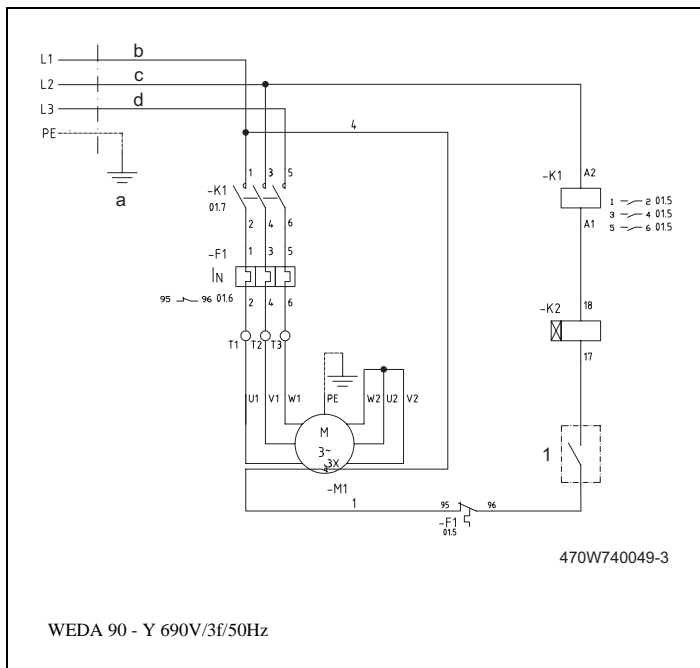 L1 b
L2 c
L3 d
PE
a
4
1 3 5
-K1
01.7
2 4 6
-F1 1 3 5
IN
95 96 01.6 2 4 6
T1 T2 T3
U1 V1 W1 PE W2 U2 V2
M
3~
3X
-M1
1
95 96
-F1
01.5
-K1 A2
1 2 01.5
3 4 01.5
5 6 01.5
A1
18
-K2
17
1
470W740049-3
WEDA 90 - Y 690V/3f/50Hz